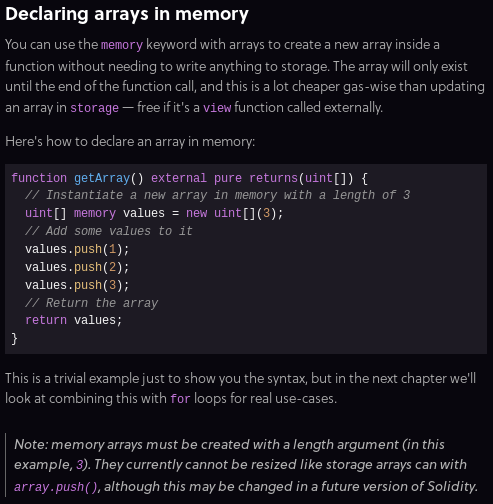 Declaring arrays in memory
You can use the memory keyword with arrays to create a new array inside a
function without needing to write anything to storage. The array will only exist
until the end of the function call, and this is a lot cheaper gas-wise than updating
an array in storage — free if it's a view function called externally.
Here's how to declare an array in memory:
function getArray() external pure returns(uint[]) {
  // Instantiate a new array in memory with a length of 3
  uint[] memory values = new uint[](3);
  // Add some values to it
  values.push(1);
  values.push(2);
  values.push(3);
  // Return the array
  return values;
}
This is a trivial example just to show you the syntax, but in the next chapter we'll
look at combining this with for loops for real use-cases.
Note: memory arrays must be created with a length argument (in this
example, 3). They currently cannot be resized like storage arrays can with
array.push(), although this may be changed in a future version of Solidity.